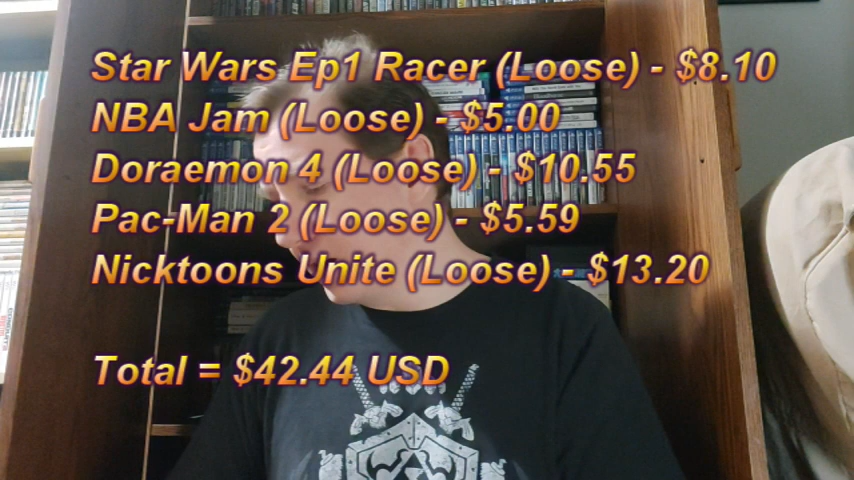 Star Wars Ep1 Racer (Loose) - $8.10
NBA Jam (Loose) - $5.00
Doraemon 4 (Loose) - $10.55
Pac-Man 2 (Loose) - $5.59
Nicktoons Unite (Loose) - $13.20
Total = $42.44 USD